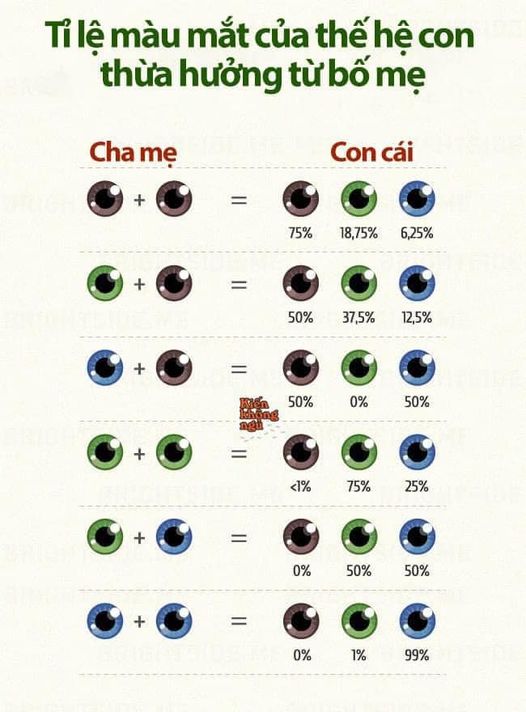 Tỉ lệ màu mắt của thế hệ con
thừa hưởng từ bố mẹ
Cha mẹ Con cái
+ =
75% 18,75% 6,25%
+ =
50% 37,5% 12,5%
+ =
50% 0% 50%
Kiến
không
ngủ
+ =
<1% 75% 25%
+ =
0% 50% 50%
+ =
0% 1% 99%